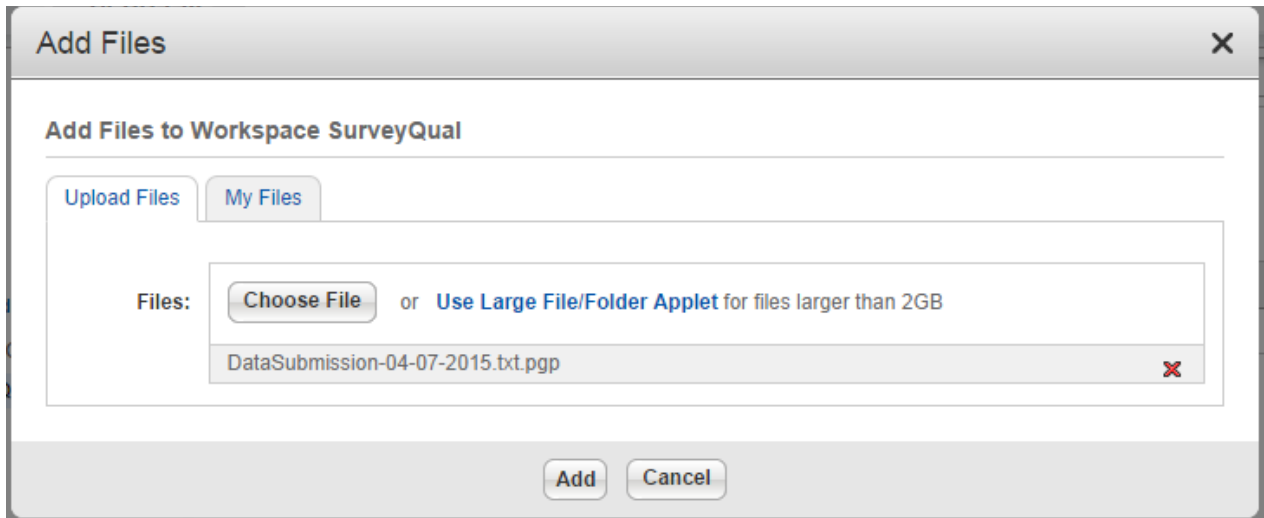 Add Files
Add Files to Workspace SurveyQual
Upload Files My Files
Files: Choose File or Use Large File/Folder Applet for files larger than 2GB
DataSubmission-04-07-2015.txt.pgp
Add Cancel